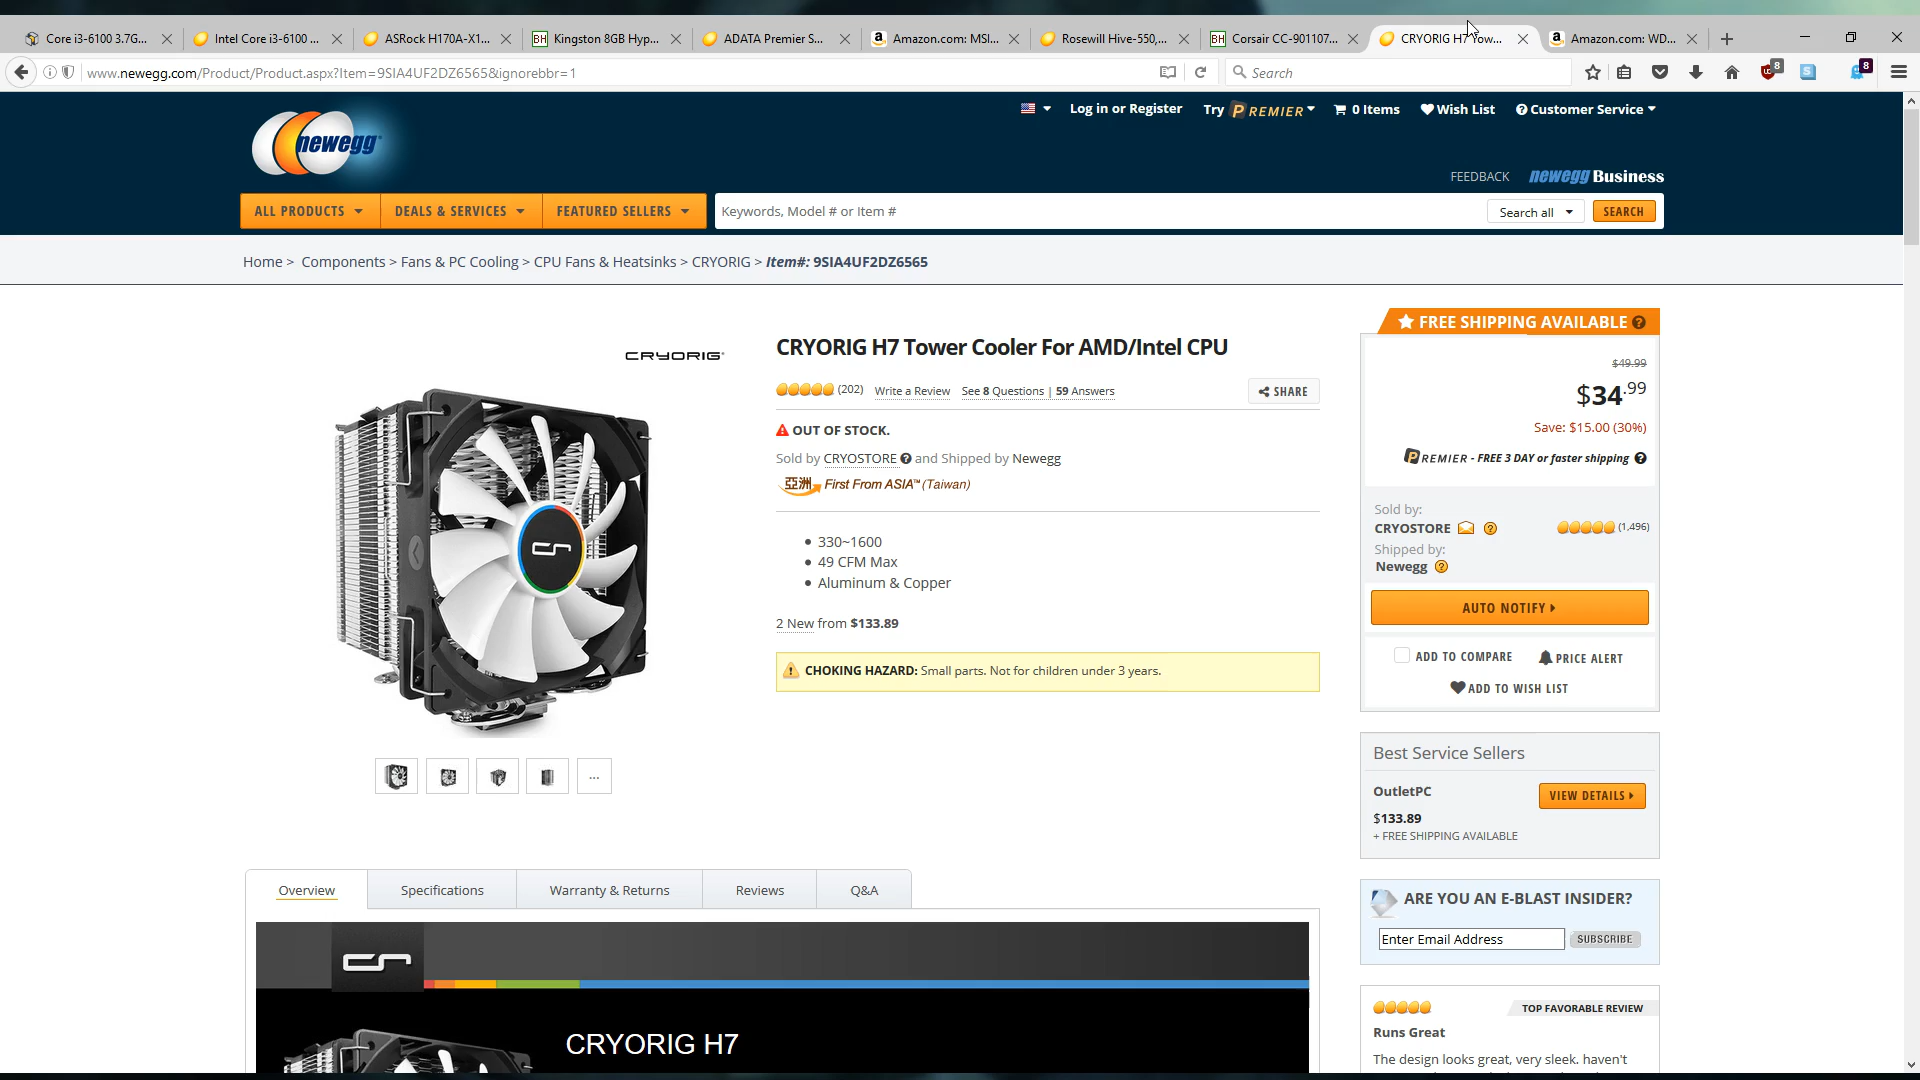 Core i3-6100 3.7G...
Intel Core i3-6100 ...
ASRock H170A-X1...
BH Kingston 8GB Hyp...
ADATA Premier S...
a Amazon.com: MSI...
Rosewill Hive-550,...
BH Corsair CC-901107...
CRYORIG H7 Tow...
a Amazon.com: WD...
www.newegg.com/Product/Product.aspx?Item=9SIA4UF2DZ6565&ignorebbr=1
Search
8
S
8
newegg
Log in or Register
Try PREMIER
0 Items
Wish List
Customer Service
FEEDBACK
newegg Business
ALL PRODUCTS
DEALS & SERVICES
FEATURED SELLERS
Keywords, Model # or Item #
Search all
SEARCH
Home > Components > Fans & PC Cooling > CPU Fans & Heatsinks > CRYORIG > Item#: 9SIA4UF2DZ6565
CRYORIG
CRYORIG H7 Tower Cooler For AMD/Intel CPU
(202) Write a Review See 8 Questions | 59 Answers
SHARE
OUT OF STOCK.
Sold by CRYOSTORE ? and Shipped by Newegg
亞洲 First From ASIA™ (Taiwan)
330~1600
49 CFM Max
Aluminum & Copper
2 New from $133.89
CHOKING HAZARD: Small parts. Not for children under 3 years.
FREE SHIPPING AVAILABLE ?
$49.99
$34.99
Save: $15.00 (30%)
PREMIER - FREE 3 DAY or faster shipping ?
Sold by:
CRYOSTORE ? (1,496)
Shipped by:
Newegg ?
AUTO NOTIFY
ADD TO COMPARE
PRICE ALERT
ADD TO WISH LIST
Best Service Sellers
OutletPC
VIEW DETAILS
$133.89
+ FREE SHIPPING AVAILABLE
ARE YOU AN E-BLAST INSIDER?
Enter Email Address
SUBSCRIBE
TOP FAVORABLE REVIEW
Runs Great
The design looks great, very sleek. haven't
...
Overview
Specifications
Warranty & Returns
Reviews
Q&A
CRYORIG H7